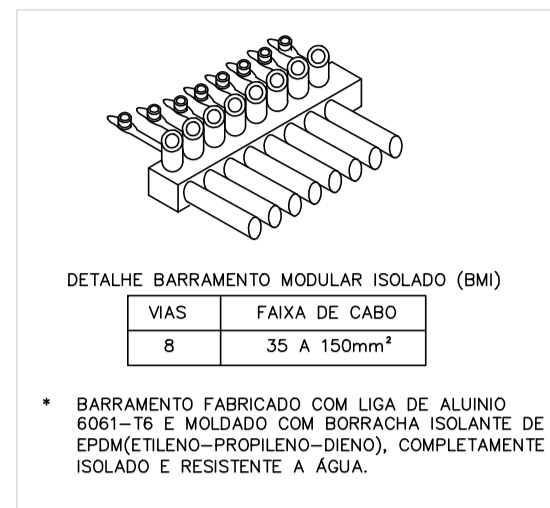 DETALHE BARRAMENTO MODULAR ISOLADO (BMI)
VIAS FAIXA DE CABO
8 35 A 150mm²
* BARRAMENTO FABRICADO COM LIGA DE ALUINIO
6061-T6 E MOLDADO COM BORRACHA ISOLANTE DE
EPDM(ETILENO-PROPILENO-DIENO), COMPLETAMENTE
ISOLADO E RESISTENTE A ÁGUA.